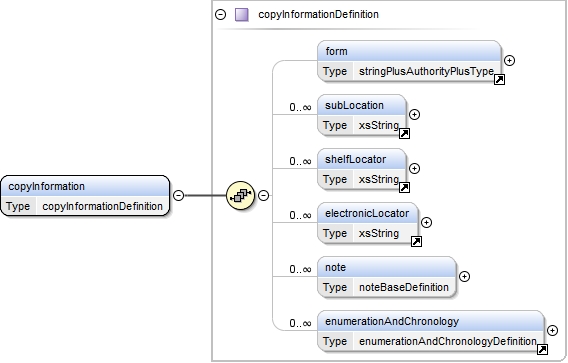 copyInformationDefinition
form
Type stringPlusAuthorityPlusType
0..∞
subLocation
Type xsString
0..∞
shelfLocator
Type xsString
copyInformation
Type copyInformationDefinition
0..∞
electronicLocator
Type xsString
0..∞
note
Type noteBaseDefinition
0..∞
enumerationAndChronology
Type enumerationAndChronologyDefinition